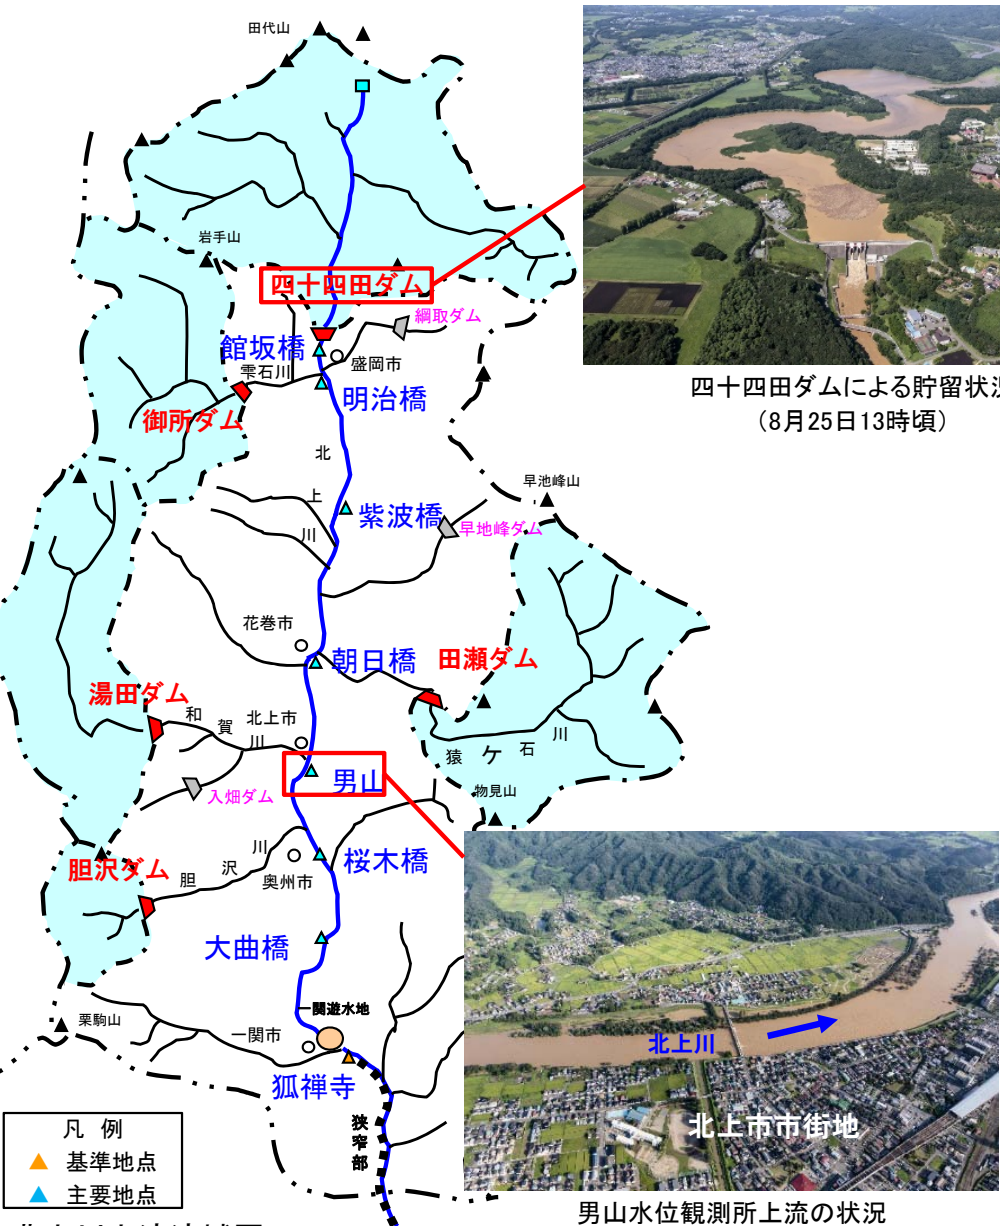 田代山
岩手山
四十四田ダム
綱取ダム
館坂橋
盛岡市
雫石川
明治橋
御所ダム
四十四田ダムによる貯留状況
(8月25日13時頃)
北上川
紫波橋
早池峰山
早地峰ダム
花巻市
朝日橋
田瀬ダム
湯田ダム
和賀川
北上市
猿ケ石川
男山
入畑ダム
物見山
胆沢ダム
胆沢川
奥州市
桜木橋
大曲橋
一関遊水地
栗駒山
一関市
狐禅寺
狭窄部
北上川
北上市市街地
凡 例
基準地点
主要地点
男山水位観測所上流の状況